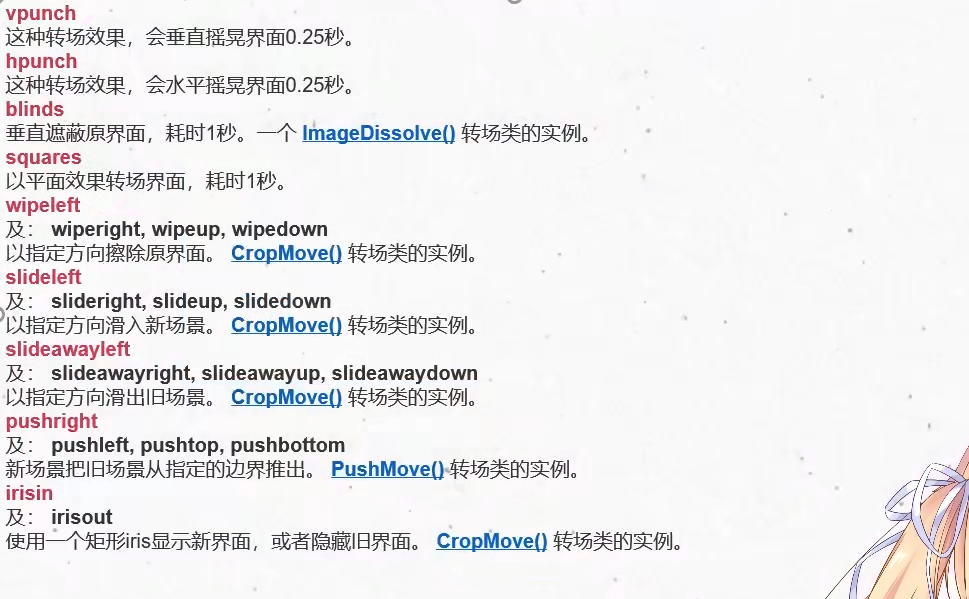 vpunch
这种转场效果，会垂直摇晃界面0.25秒。
hpunch
这种转场效果，会水平摇晃界面0.25秒。
blinds
垂直遮蔽原界面，耗时1秒。一个 ImageDissolve() 转场类的实例。
squares
以平面效果转场界面，耗时1秒。
wipeleft
及： wiperight, wipeup, wipedown
以指定方向擦除原界面。 CropMove() 转场类的实例。
slideleft
及： slideright, slideup, slidedown
以指定方向滑入新场景。 CropMove() 转场类的实例。
slideawayleft
及： slideawayright, slideawayup, slideawaydown
以指定方向滑出旧场景。 CropMove() 转场类的实例。
pushright
及： pushleft, pushtop, pushbottom
新场景把旧场景从指定的边界推出。 PushMove() 转场类的实例。
irisin
及： irisout
使用一个矩形iris显示新界面，或者隐藏旧界面。 CropMove() 转场类的实例。